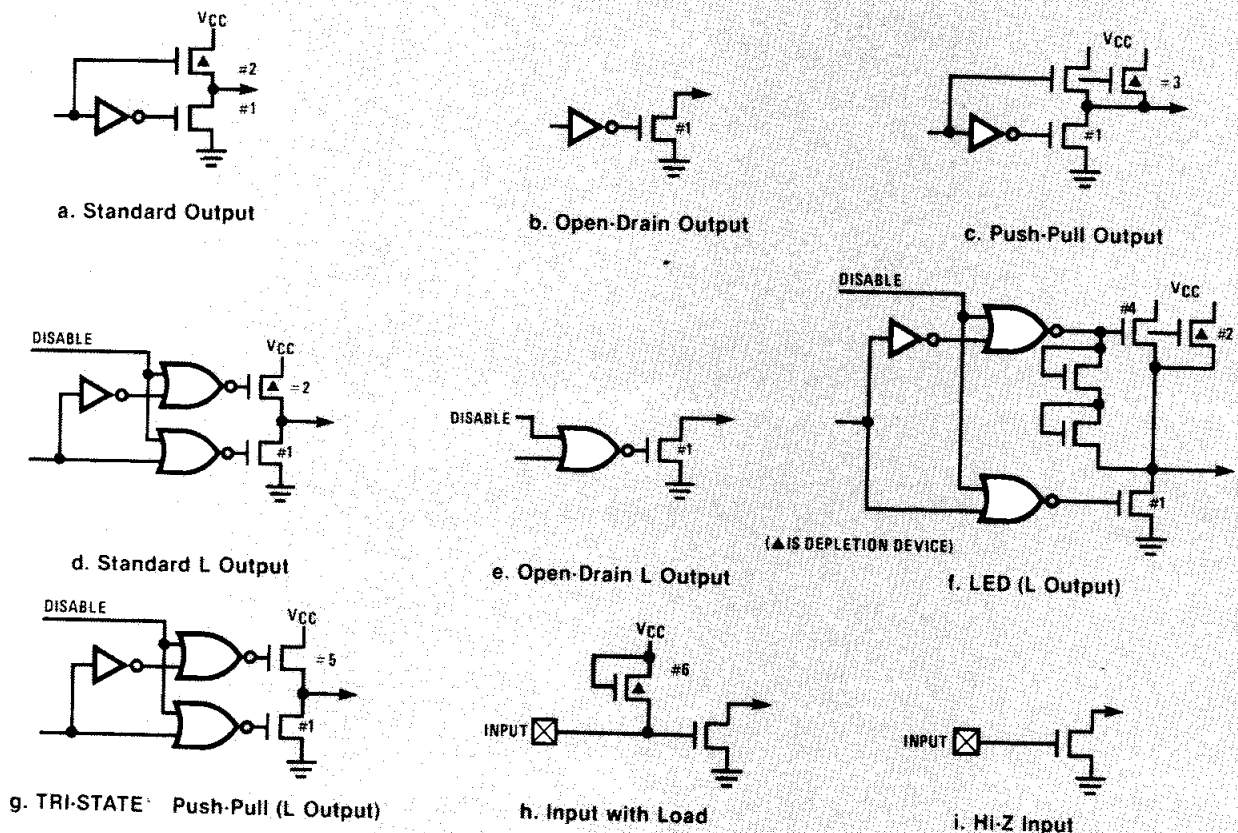 VCC
#2
#1
a. Standard Output
#1
b. Open-Drain Output
VCC
=3
#1
c. Push-Pull Output
DISABLE
VCC
=2
#1
d. Standard L Output
DISABLE
#1
e. Open-Drain L Output
DISABLE
VCC
#4
#2
#1
(▲IS DEPLETION DEVICE)
f. LED (L Output)
DISABLE
VCC
=5
#1
g. TRI-STATE Push-Pull (L Output)
VCC
#6
INPUT
h. Input with Load
INPUT
i. Hi-Z Input